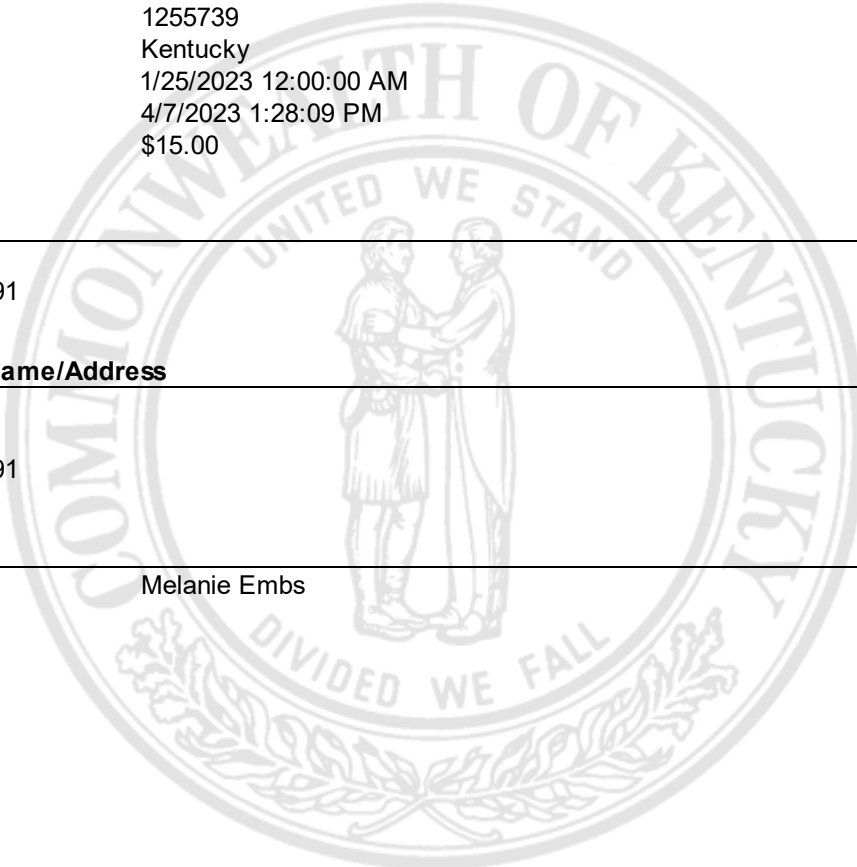 1255739
Kentucky
1/25/2023 12:00:00 AM
4/7/2023 1:28:09 PM
$15.00
COMMONWEALTH OF KENTUCKY
UNITED WE STAND
91
ame/Address
91
Melanie Embs
DIVIDED WE FALL